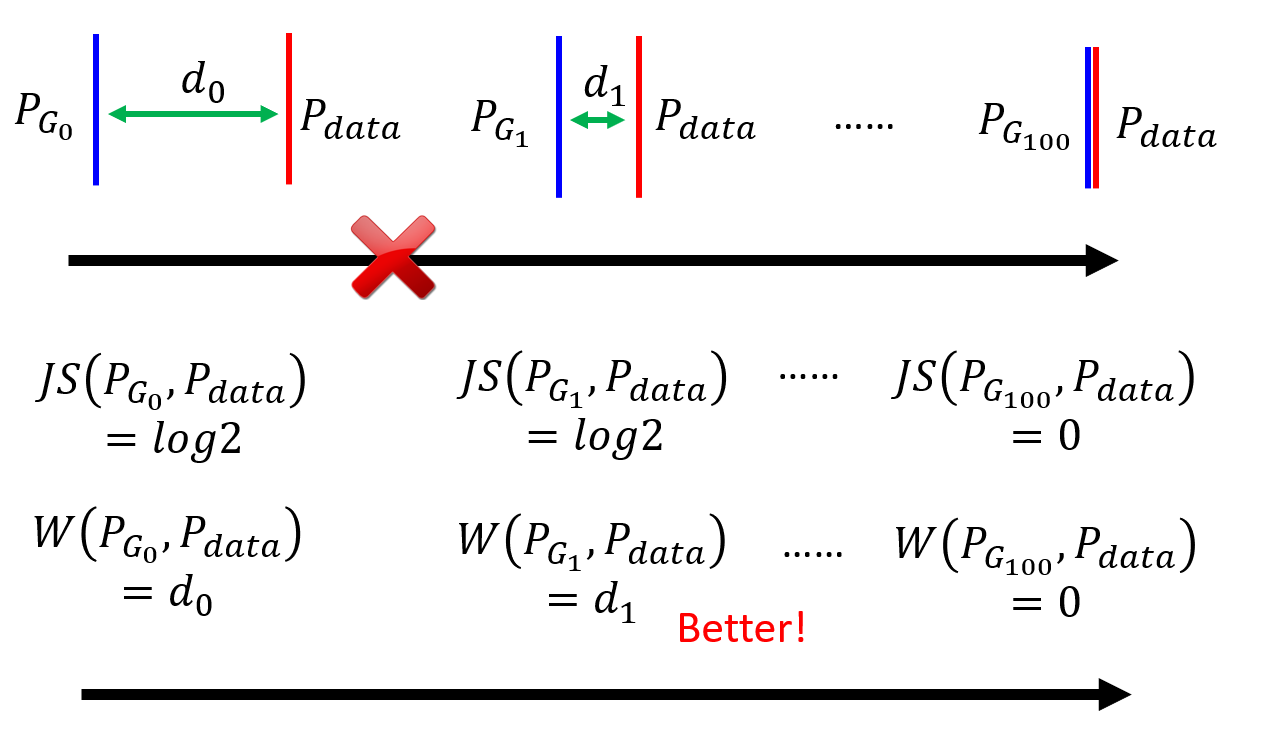 P_{G_0} d_0 P_{data} P_{G_1} d_1 P_{data} …… P_{G_{100}} P_{data}
JS(P_{G_0}, P_{data}) JS(P_{G_1}, P_{data}) …… JS(P_{G_{100}}, P_{data})
= log2 = log2 = 0
W(P_{G_0}, P_{data}) W(P_{G_1}, P_{data}) …… W(P_{G_{100}}, P_{data})
= d_0 = d_1 = 0
Better!